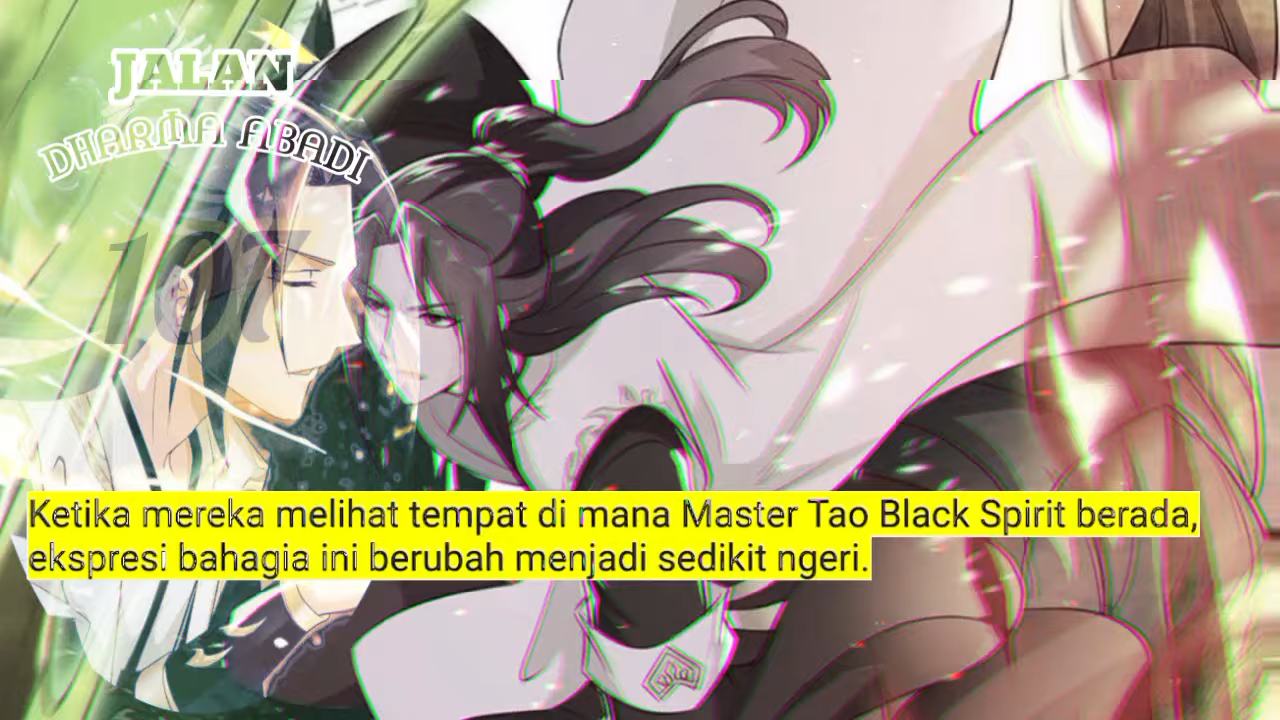 JALAN
DHARMA ABADI
107
Ketika mereka melihat tempat di mana Master Tao Black Spirit berada,
ekspresi bahagia ini berubah menjadi sedikit ngeri.